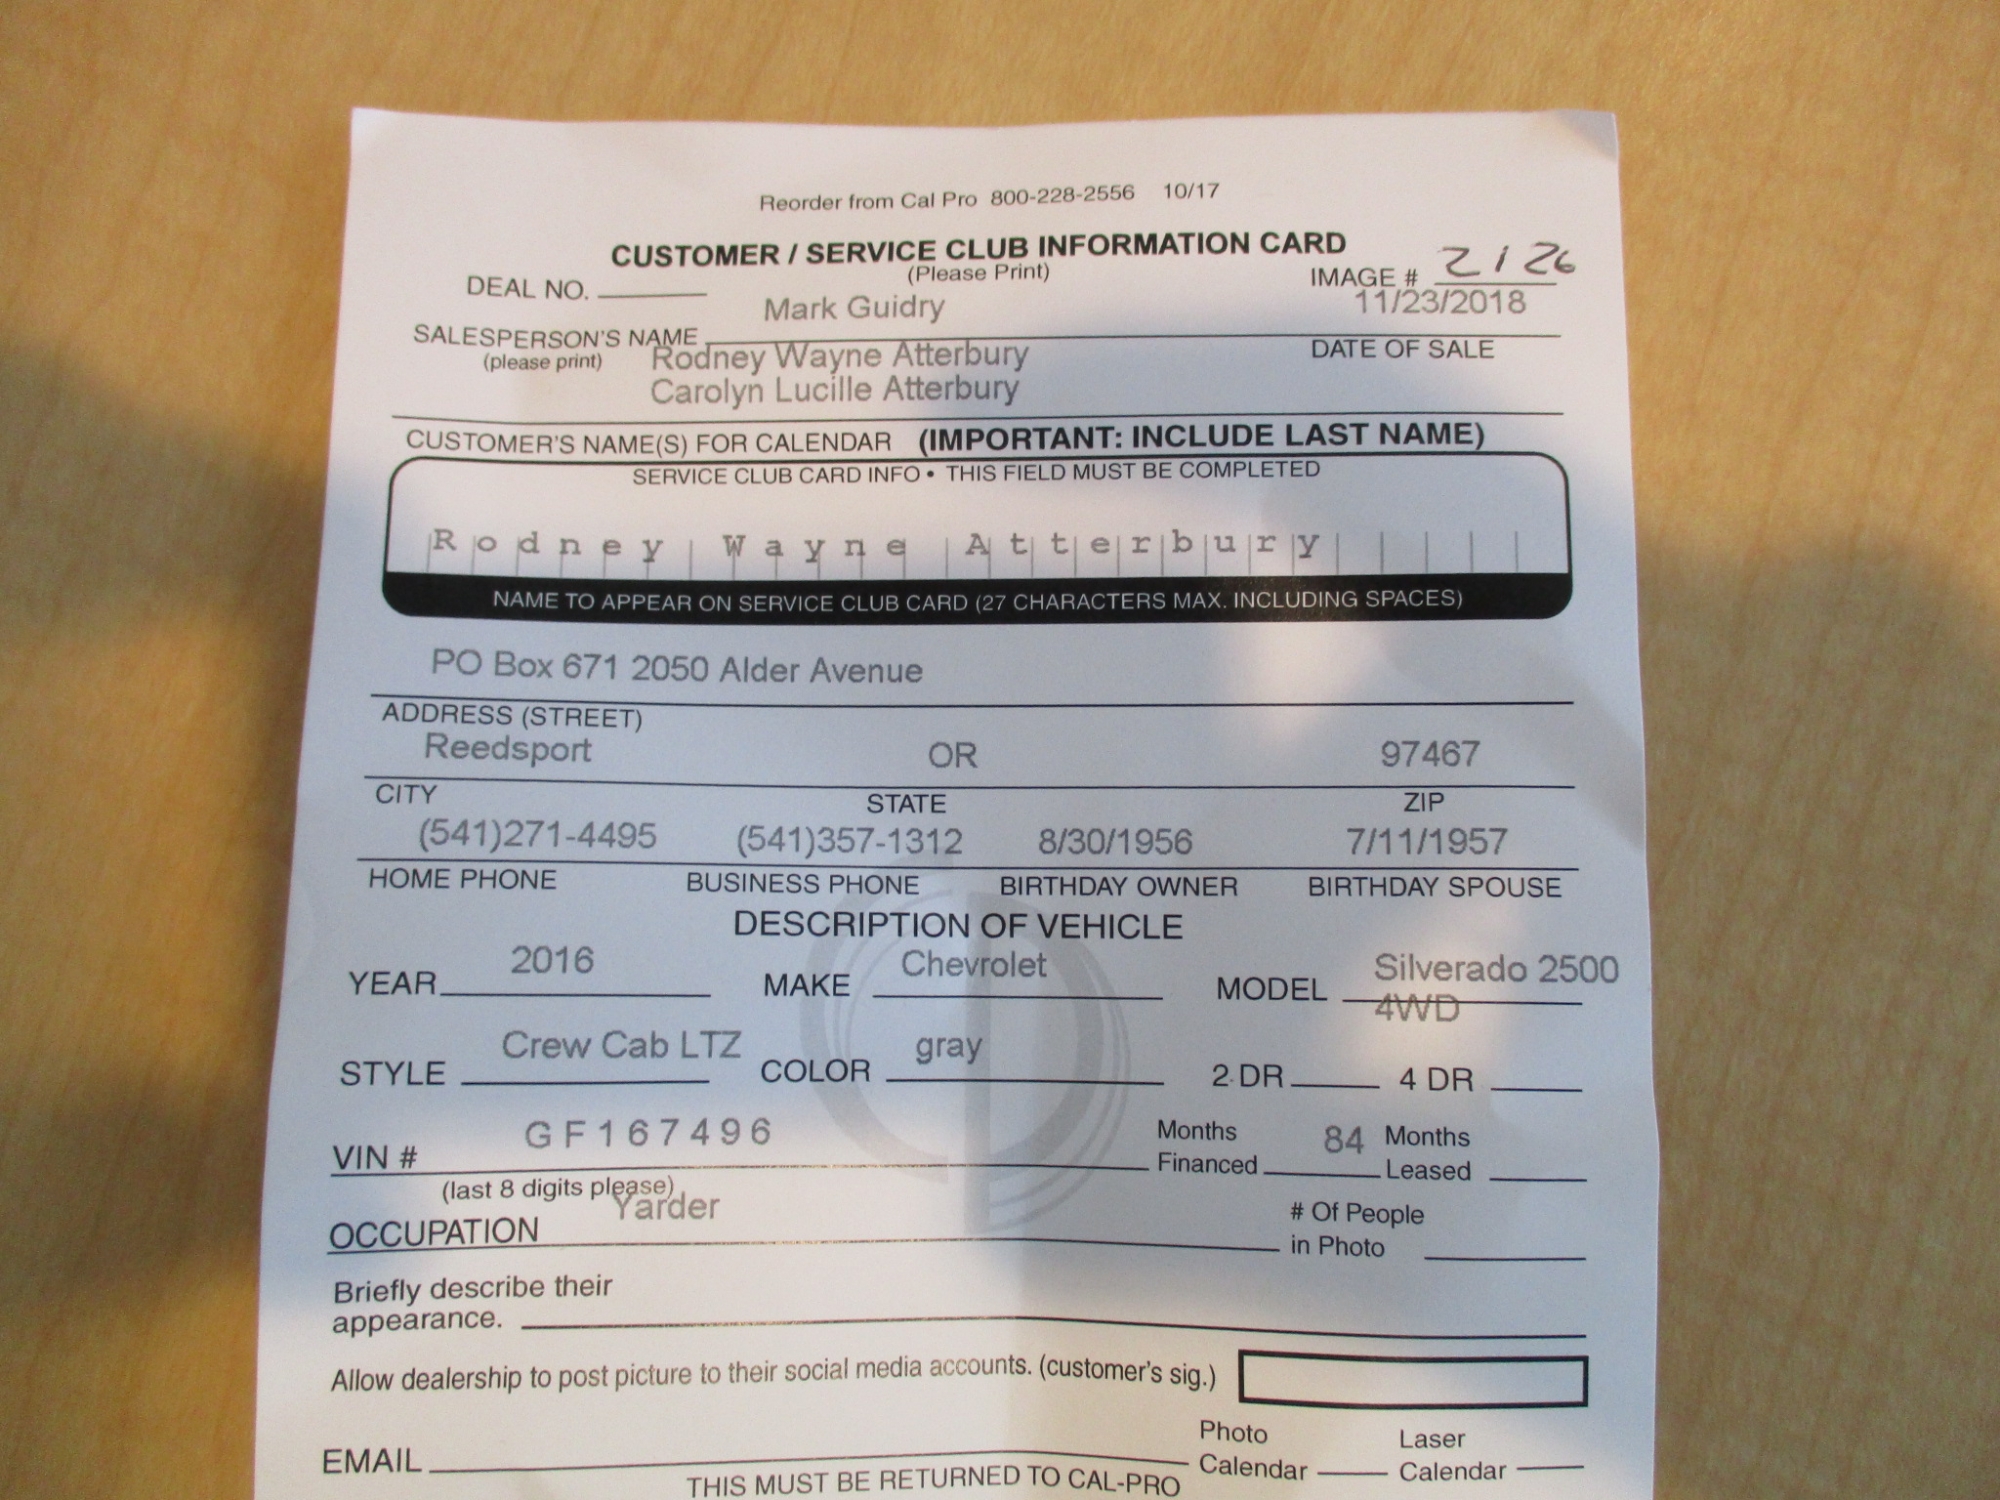 Reorder from Cal Pro 800-228-2556 10/17
CUSTOMER / SERVICE CLUB INFORMATION CARD
(Please Print)
DEAL NO. IMAGE # 2126
Mark Guidry 11/23/2018
SALESPERSON'S NAME DATE OF SALE
(please print) Rodney Wayne Atterbury
Carolyn Lucille Atterbury
CUSTOMER'S NAME(S) FOR CALENDAR (IMPORTANT: INCLUDE LAST NAME)
SERVICE CLUB CARD INFO • THIS FIELD MUST BE COMPLETED
Rodney Wayne Atterbury
NAME TO APPEAR ON SERVICE CLUB CARD (27 CHARACTERS MAX. INCLUDING SPACES)
PO Box 671 2050 Alder Avenue
ADDRESS (STREET)
Reedsport OR 97467
CITY STATE ZIP
(541)271-4495 (541)357-1312 8/30/1956 7/11/1957
HOME PHONE BUSINESS PHONE BIRTHDAY OWNER BIRTHDAY SPOUSE
DESCRIPTION OF VEHICLE
YEAR 2016 MAKE Chevrolet MODEL Silverado 2500
4WD
STYLE Crew Cab LTZ COLOR gray 2 DR 4 DR
VIN # GF167496 Months Financed 84 Months Leased
(last 8 digits please)
OCCUPATION Yarder # Of People in Photo
Briefly describe their
appearance.
Allow dealership to post picture to their social media accounts. (customer's sig.)
EMAIL Photo Calendar Laser Calendar
THIS MUST BE RETURNED TO CAL-PRO